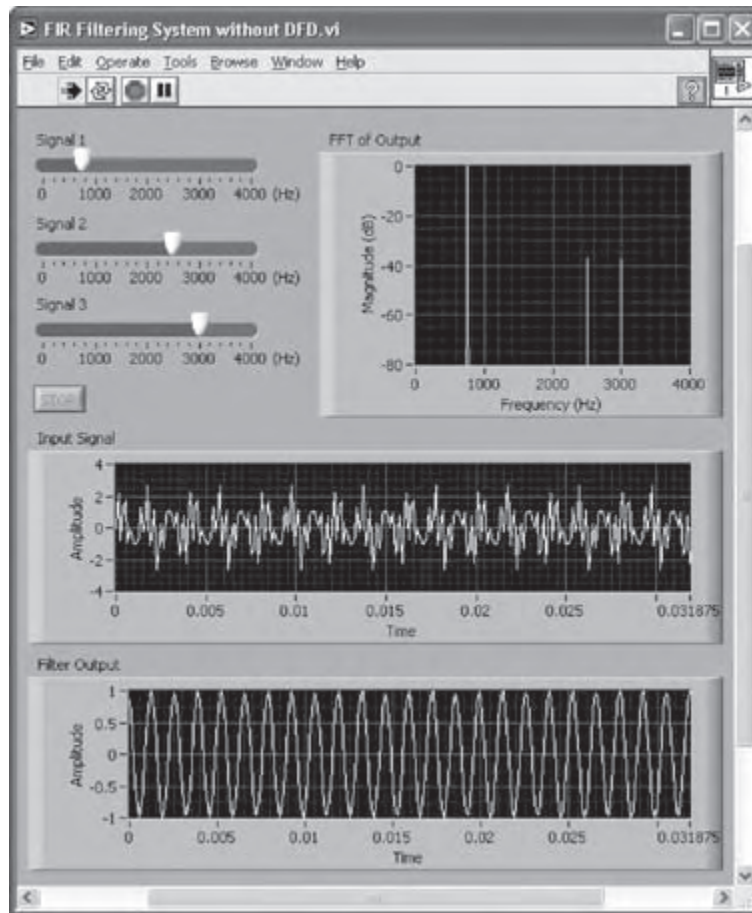 FIR Filtering System without DFD.vi
File Edit Operate Tools Browse Window Help
Signal 1
0 1000 2000 3000 4000 (Hz)
Signal 2
0 1000 2000 3000 4000 (Hz)
Signal 3
0 1000 2000 3000 4000 (Hz)
STOP
FFT of Output
Magnitude (dB)
0
-20
-40
-60
-80
0 1000 2000 3000 4000
Frequency (Hz)
Input Signal
Amplitude
4
2
0
-2
-4
0 0.005 0.01 0.015 0.02 0.025 0.031875
Time
Filter Output
Amplitude
1
0.5
0
-0.5
-1
0 0.005 0.01 0.015 0.02 0.025 0.031875
Time